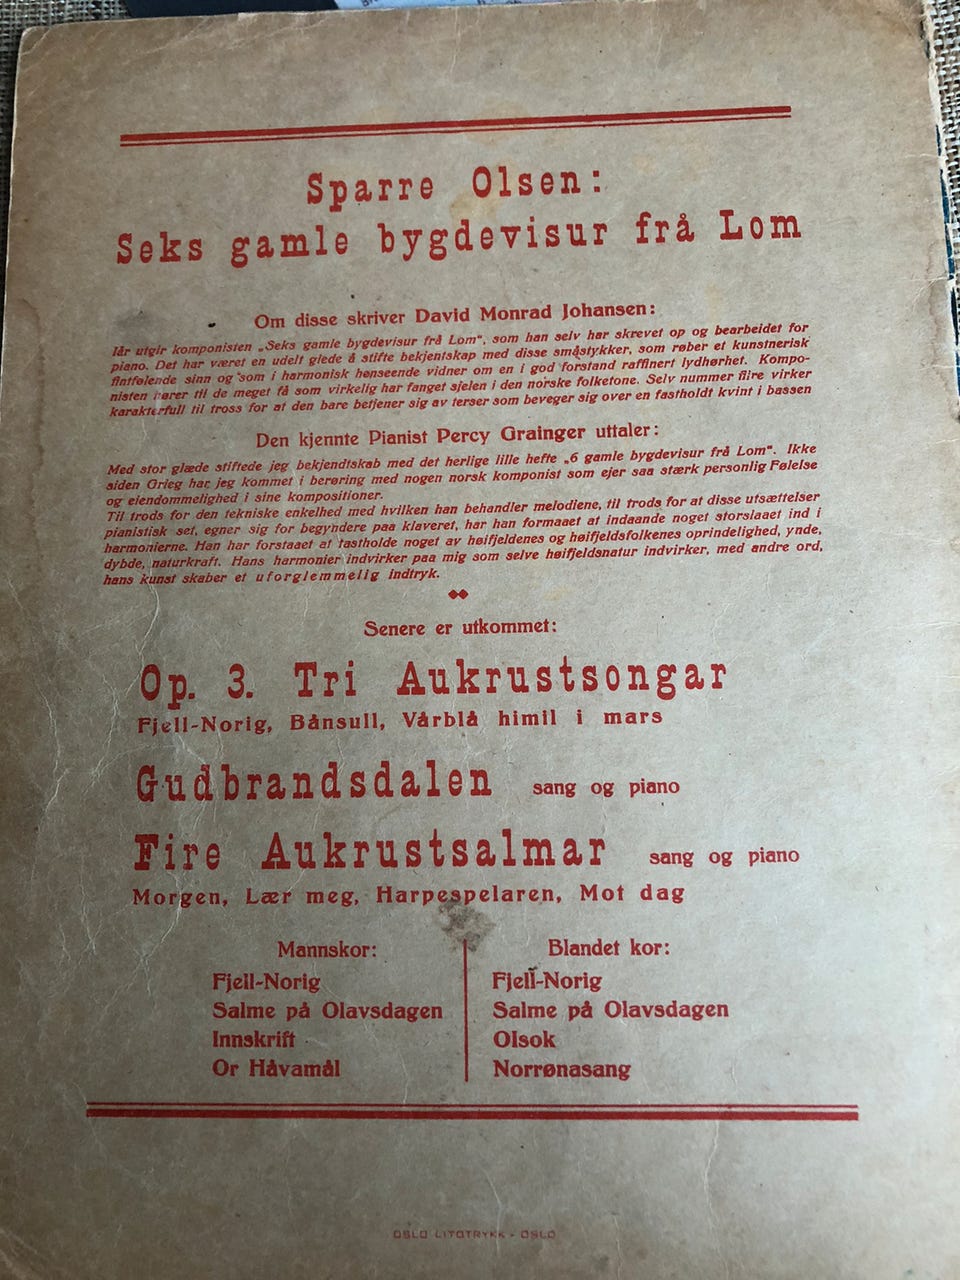 Sparre Olsen:
Seks gamle bygdevisur frå Lom
Om disse skriver David Monrad Johansen:
Iår utgir komponisten „Seks gamle bygdevisur frå Lom“, som han selv har skrevet op og bearbeidet for
piano. Det har været en udelt glede å stifte bekjentskap med disse småstykker, som røber et kunstnerisk
fintfølende sinn og som i harmonisk henseende vidner om en i god forstand raffinert lydhørhet. Kompo-
nisten hører til de meget få som virkelig har fanget sjelen i den norske folketone. Selv nummer fiire virker
karakterfull til tross for at den bare betjener sig av terser som beveger sig over en fastholdt kvint i bassen
Den kjennte Pianist Percy Grainger uttaler:
Med stor glæde stiftede jeg bekjendtskab med det herlige lille hefte „6 gamle bygdevisur frå Lom“. Ikke
siden Grieg har jeg kommet i berøring med nogen norsk komponist som ejer saa stærk personlig Følelse
og eiendommelighed i sine kompositioner.
Til trods for den tekniske enkelhed med hvilken han behandler melodiene, til trods for at disse utsættelser
pianistisk set, egner sig for begyndere paa klaveret, har han formaaet at indaande noget storslaaet ind i
harmonierne. Han har forstaaet at fastholde noget av høifjeldenes og høifjeldsfolkenes oprindelighed, ynde,
dybde, naturkraft. Hans harmonier indvirker paa mig som selve høifjeldsnatur indvirker, med andre ord,
hans kunst skaber et uforglemmelig indtryk.
Senere er utkommet:
Op. 3. Tri Aukrustsongar
Fjell-Norig, Bånsull, Vårblå himil i mars
Gudbrandsdalen sang og piano
Fire Aukrustsalmar sang og piano
Morgen, Lær meg, Harpespelaren, Mot dag
Mannskor:
Fjell-Norig
Salme på Olavsdagen
Innskrift
Or Håvamål
Blandet kor:
Fjell-Norig
Salme på Olavsdagen
Olsok
Norrønasang
OSLO LITOTRYKK - OSLO